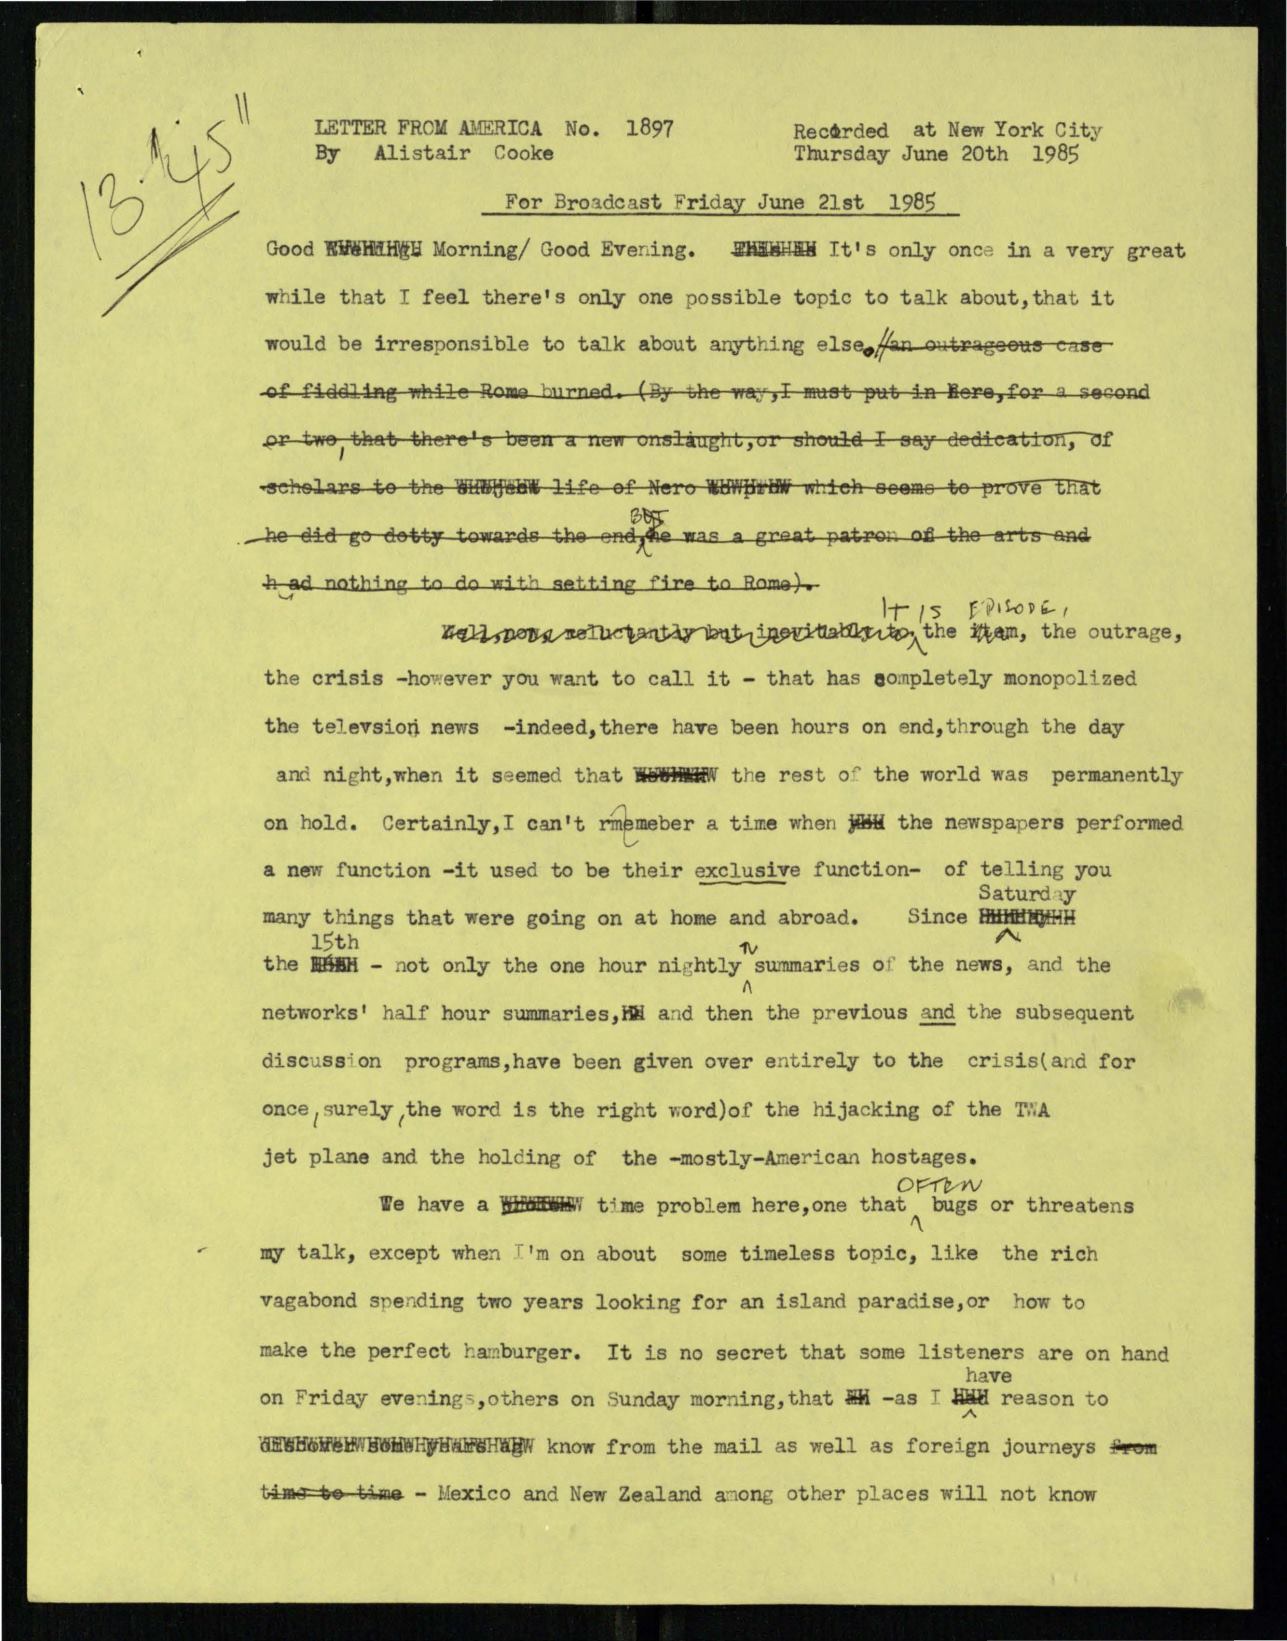 13.45"
LETTER FROM AMERICA No. 1897
Recorded at New York City
By Alistair Cooke
Thursday June 20th 1985
For Broadcast Friday June 21st 1985
Good Morning/ Good Evening. It's only once in a very great
while that I feel there's only one possible topic to talk about,that it
would be irresponsible to talk about anything else.//an outrageous case
of fiddling while Rome burned. (By the way,I must put in here,for a second
or two, that there's been a new onslaught,or should I say dedication, of
scholars to the life of Nero which seems to prove that
BUT
he did go dotty towards the end,he was a great patron of the arts and
h ad nothing to do with setting fire to Rome).
IT IS EPISODE,
Well,now, reluctantly but inevitably to, the item, the outrage,
the crisis -however you want to call it - that has completely monopolized
the televsion news -indeed,there have been hours on end,through the day
and night,when it seemed that the rest of the world was permanently
on hold. Certainly,I can't rmemeber a time when the newspapers performed
a new function -it used to be their exclusive function- of telling you
Saturday
many things that were going on at home and abroad. Since
15th
the - not only the one hour nightly summaries of the news, and the
networks' half hour summaries, and then the previous and the subsequent
discussion programs,have been given over entirely to the crisis(and for
once,surely,the word is the right word)of the hijacking of the TWA
jet plane and the holding of the -mostly-American hostages.
OFTEN
We have a time problem here,one that bugs or threatens
my talk, except when I'm on about some timeless topic, like the rich
vagabond spending two years looking for an island paradise,or how to
make the perfect hamburger. It is no secret that some listeners are on hand
have
on Friday evenings,others on Sunday morning,that -as I had reason to
discover some years ago know from the mail as well as foreign journeys from
time to time - Mexico and New Zealand among other places will not know